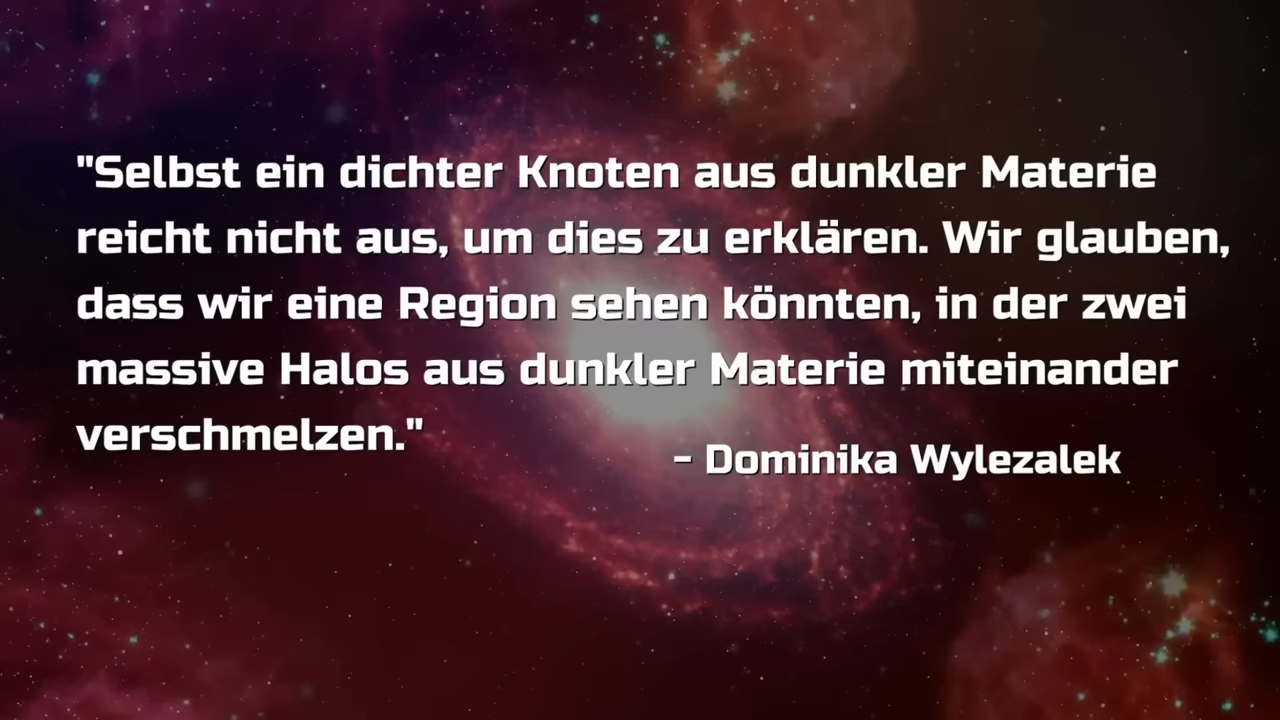 "Selbst ein dichter Knoten aus dunkler Materie
reicht nicht aus, um dies zu erklären. Wir glauben,
dass wir eine Region sehen könnten, in der zwei
massive Halos aus dunkler Materie miteinander
verschmelzen."
- Dominika Wylezalek